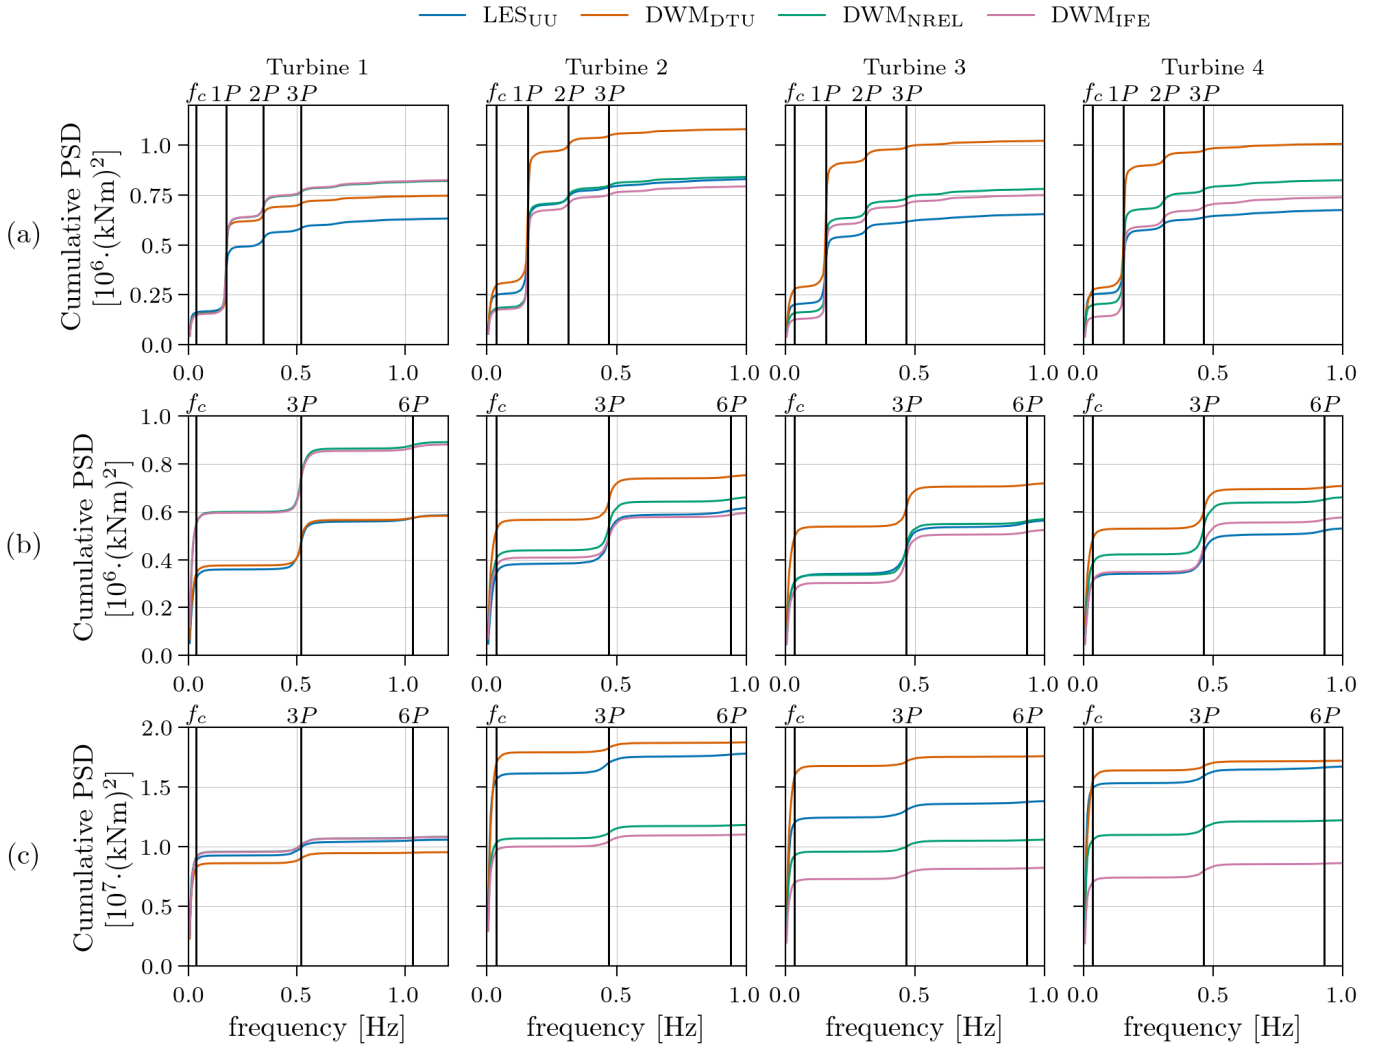 LES_UU DWM_DTU DWM_NREL DWM_IFE
Turbine 1 Turbine 2 Turbine 3 Turbine 4
f_c 1P 2P 3P f_c 1P 2P 3P f_c 1P 2P 3P f_c 1P 2P 3P
(a)
Cumulative PSD
[10^6·(kNm)^2]
1.0
0.75
0.5
0.25
0.0
0.0 0.5 1.0 0.0 0.5 1.0 0.0 0.5 1.0 0.0 0.5 1.0
f_c 3P 6P f_c 3P 6P f_c 3P 6P f_c 3P 6P
(b)
Cumulative PSD
[10^6·(kNm)^2]
1.0
0.8
0.6
0.4
0.2
0.0
0.0 0.5 1.0 0.0 0.5 1.0 0.0 0.5 1.0 0.0 0.5 1.0
f_c 3P 6P f_c 3P 6P f_c 3P 6P f_c 3P 6P
(c)
Cumulative PSD
[10^7·(kNm)^2]
2.0
1.5
1.0
0.5
0.0
0.0 0.5 1.0 0.0 0.5 1.0 0.0 0.5 1.0 0.0 0.5 1.0
frequency [Hz] frequency [Hz] frequency [Hz] frequency [Hz]